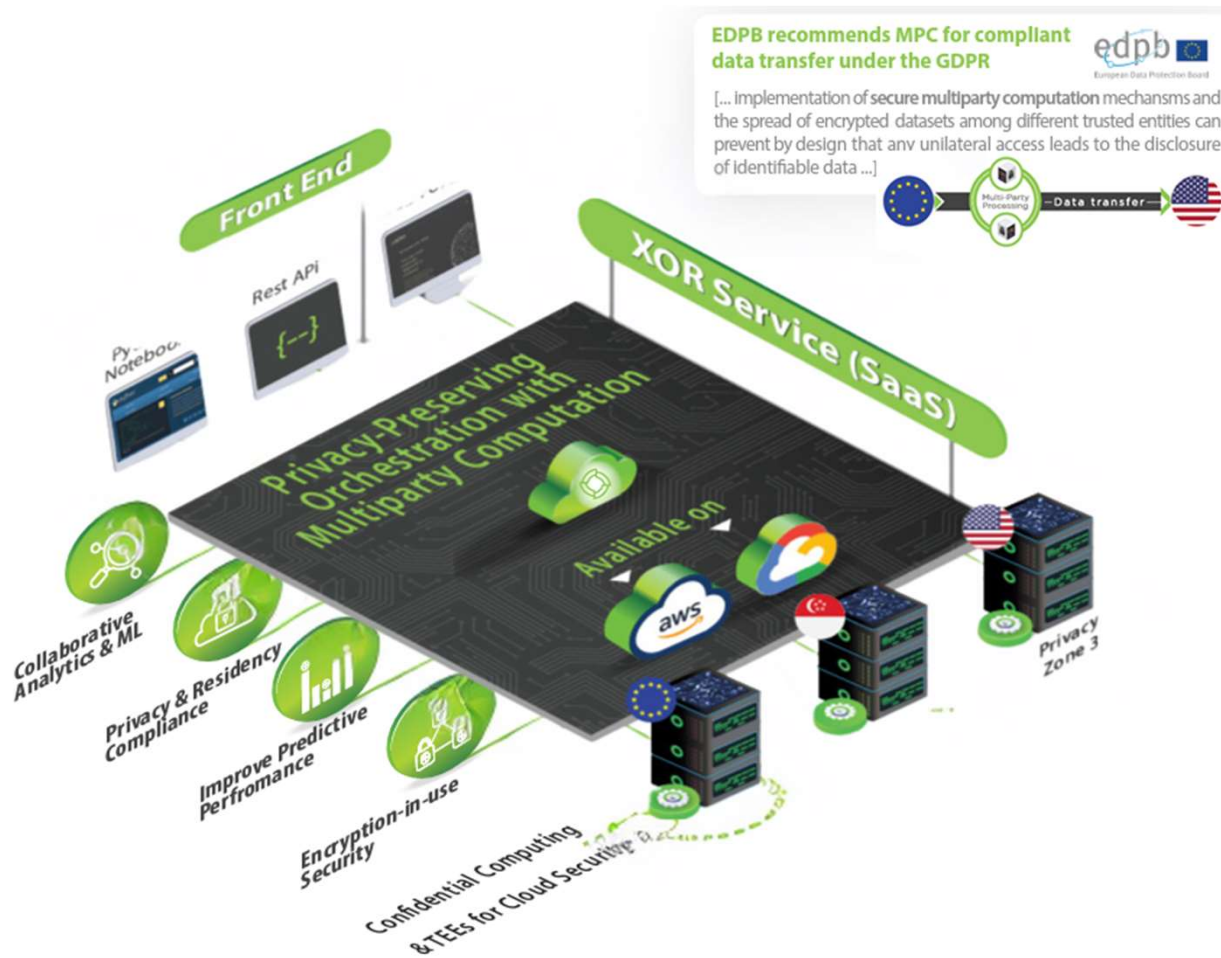 EDPB recommends MPC for compliant
data transfer under the GDPR
edpb
European Data Protection Board
[... implementation of secure multiparty computation mechansms and
the spread of encrypted datasets among different trusted entities can
prevent by design that anv unilateral access leads to the disclosure
of identifiable data ...]
Multi-Party
Processing
Data transfer
Front End
Rest APi
{--}
Py
Notebook
XOR Service (SaaS)
Privacy-Preserving
Orchestration with
Multiparty Computation
Available on
aws
Collaborative
Analytics & ML
Privacy & Residency
Compliance
Improve Predictive
Perfromance
Encryption-in-use
Security
Confidential Computing
& TEEs for Cloud Security
Privacy
Zone 3